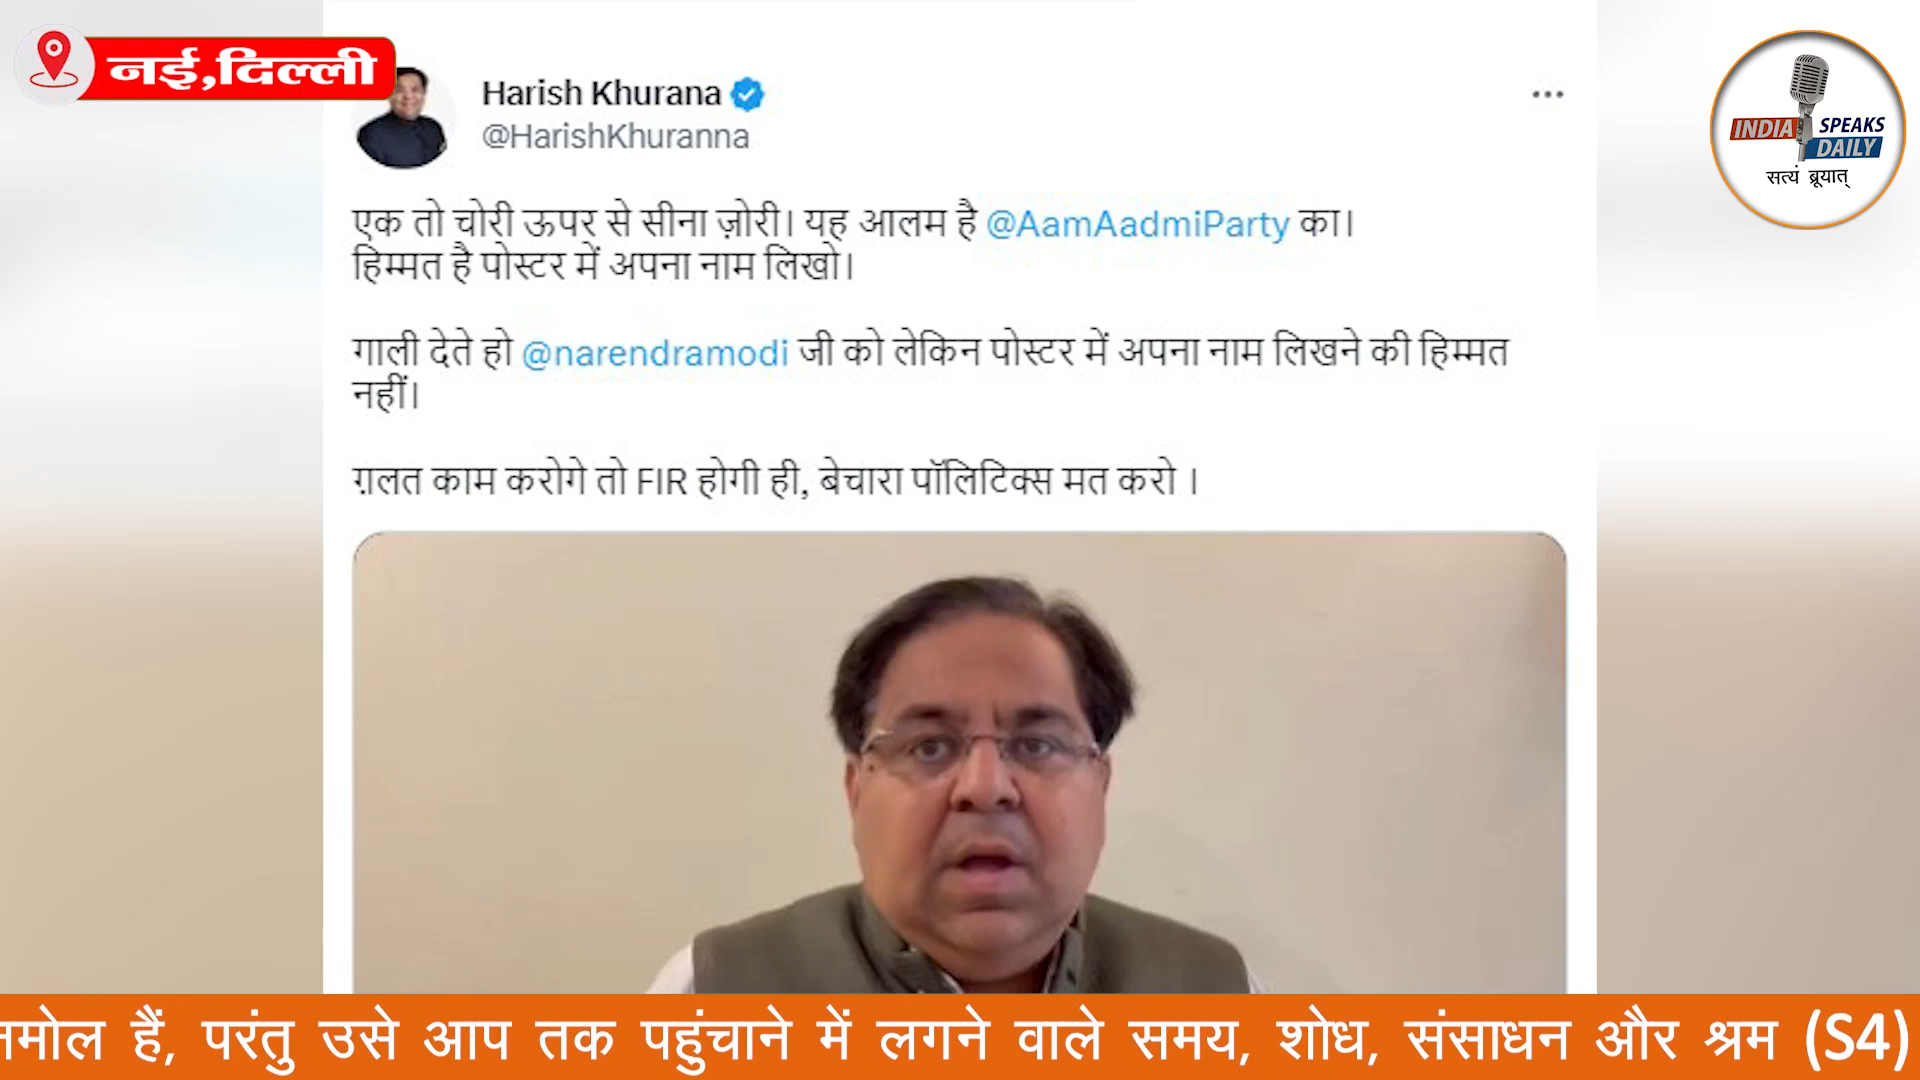 नई,दिल्ली
Harish Khurana
@HarishKhuranna
एक तो चोरी ऊपर से सीना ज़ोरी। यह आलम है @AamAadmiParty का।
हिम्मत है पोस्टर में अपना नाम लिखो।
गाली देते हो @narendramodi जी को लेकिन पोस्टर में अपना नाम लिखने की हिम्मत
नहीं।
ग़लत काम करोगे तो FIR होगी ही, बेचारा पॉलिटिक्स मत करो ।
INDIA SPEAKS
DAILY
सत्यं ब्रूयात्
हैं, परंतु उसे आप तक पहुंचाने में लगने वाले समय, शोध, संसाधन और श्रम (S4)